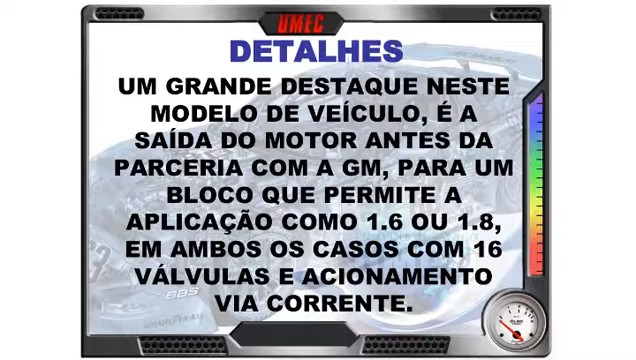 UMEC
DETALHES
UM GRANDE DESTAQUE NESTE
MODELO DE VEÍCULO, É A
SAÍDA DO MOTOR ANTES DA
PARCERIA COM A GM, PARA UM
BLOCO QUE PERMITE A
APLICAÇÃO COMO 1.6 OU 1.8,
EM AMBOS OS CASOS COM 16
VÁLVULAS E ACIONAMENTO
VIA CORRENTE.
BBS